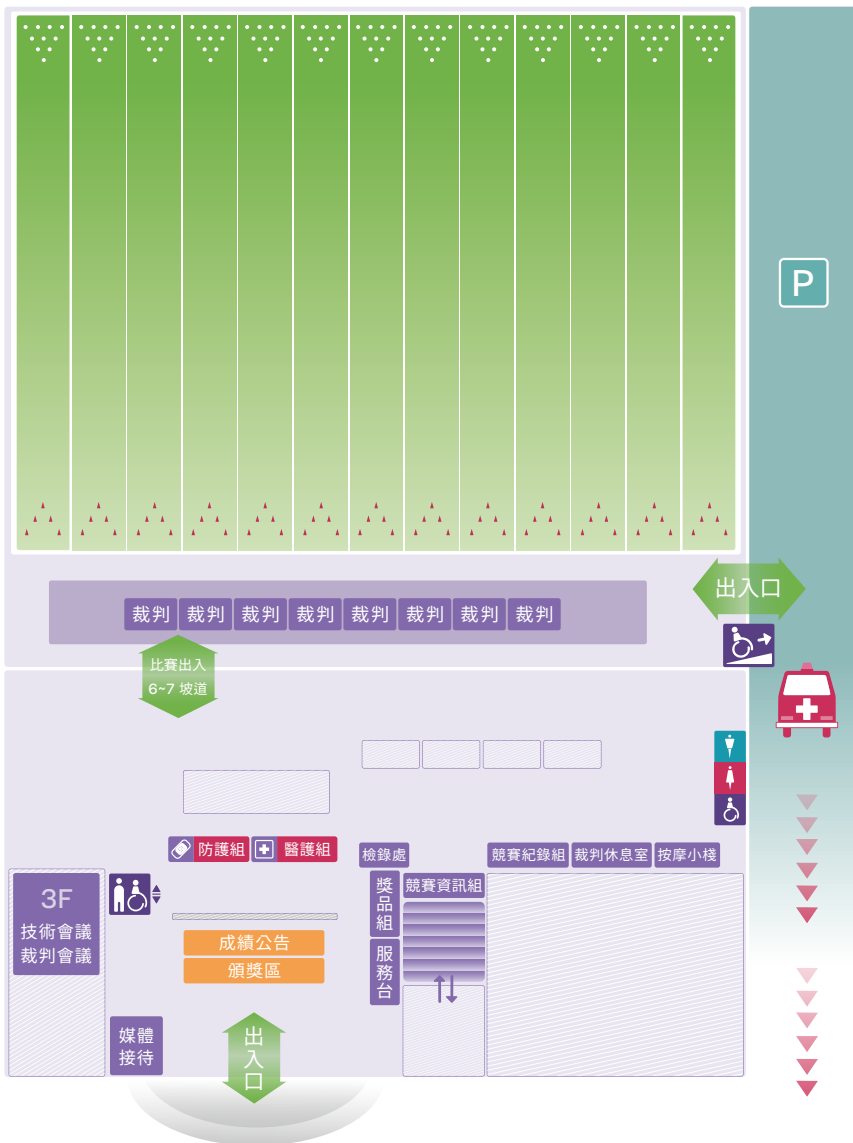 P
出入口
裁判 裁判 裁判 裁判 裁判 裁判 裁判 裁判
比賽出入
6~7 坡道
防護組 醫護組
檢錄處
競賽紀錄組 裁判休息室 按摩小棧
獎品組
競賽資訊組
3F
技術會議
裁判會議
成績公告
頒獎區
服務台
媒體
接待
出入口